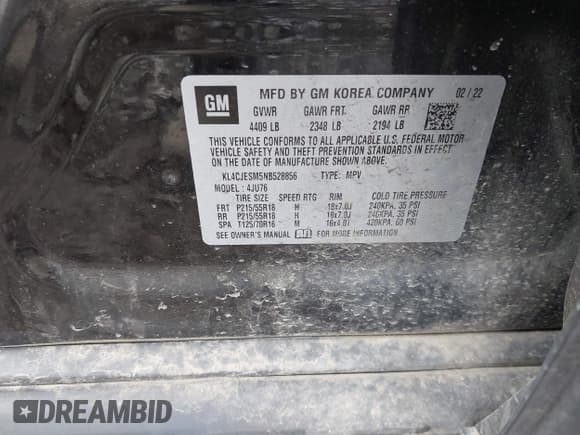 GM
MFD BY GM KOREA COMPANY 02 / 22
GVWR GAWR FRT. GAWR RR
4409 LB 2348 LB 2194 LB
THIS VEHICLE CONFORMS TO ALL APPLICABLE U.S. FEDERAL MOTOR
VEHICLE SAFETY AND THEFT PREVENTION STANDARDS IN EFFECT
ON THE DATE OF MANUFACTURE SHOWN ABOVE.
KL4CJESM5NB528856 TYPE: MPV
MODEL: 4JU76
TIRE SIZE SPEED RTG RIM COLD TIRE PRESSURE
FRT P215/55R18 H 18x7.0J 240KPA, 35 PSI
RR P215/55R18 H 18x7.0J 240KPA, 35 PSI
SPA T125/70R16 M 16x4.0T 420KPA, 60 PSI
SEE OWNER'S MANUAL FOR MORE INFORMATION
DREAMBID